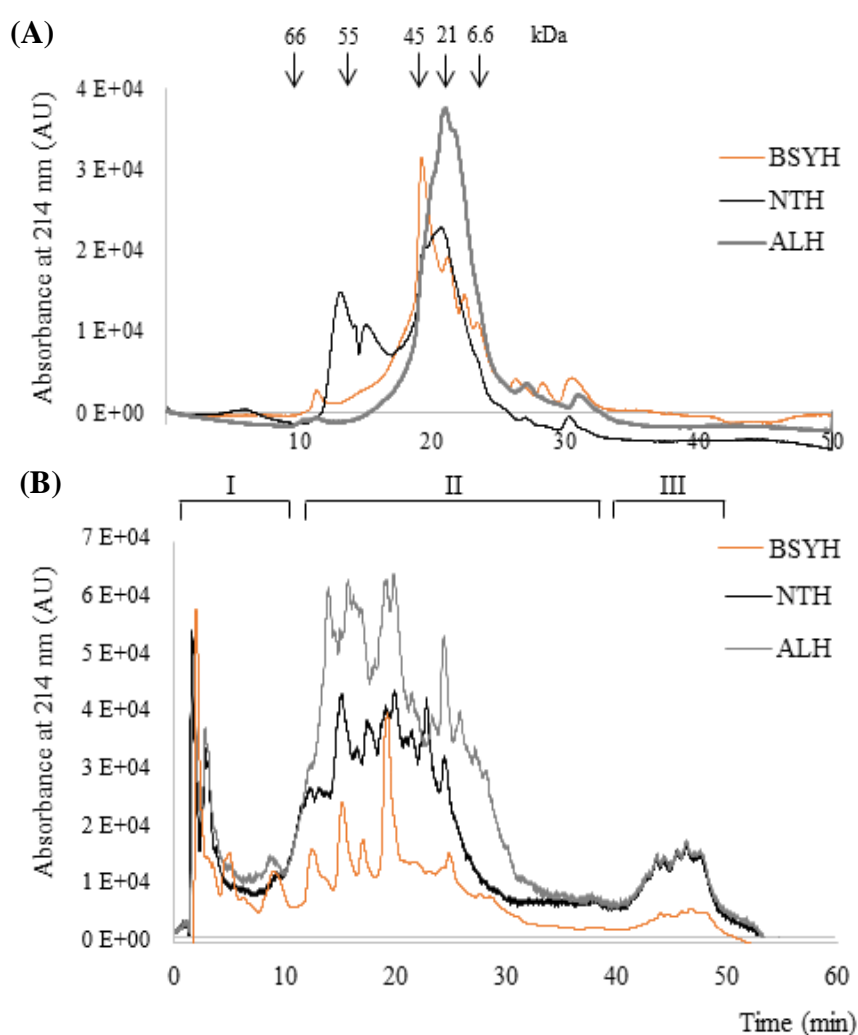 (A)
66 55 45 21 6.6 kDa
Absorbance at 214 nm (AU)
4 E+04
3 E+04
2 E+04
1 E+04
0 E+00
10 20 30 40 50
BSYH
NTH
ALH
(B)
I II III
Absorbance at 214 nm (AU)
7 E+04
6 E+04
5 E+04
4 E+04
3 E+04
2 E+04
1 E+04
0 E+00
0 10 20 30 40 50 60
BSYH
NTH
ALH
Time (min)